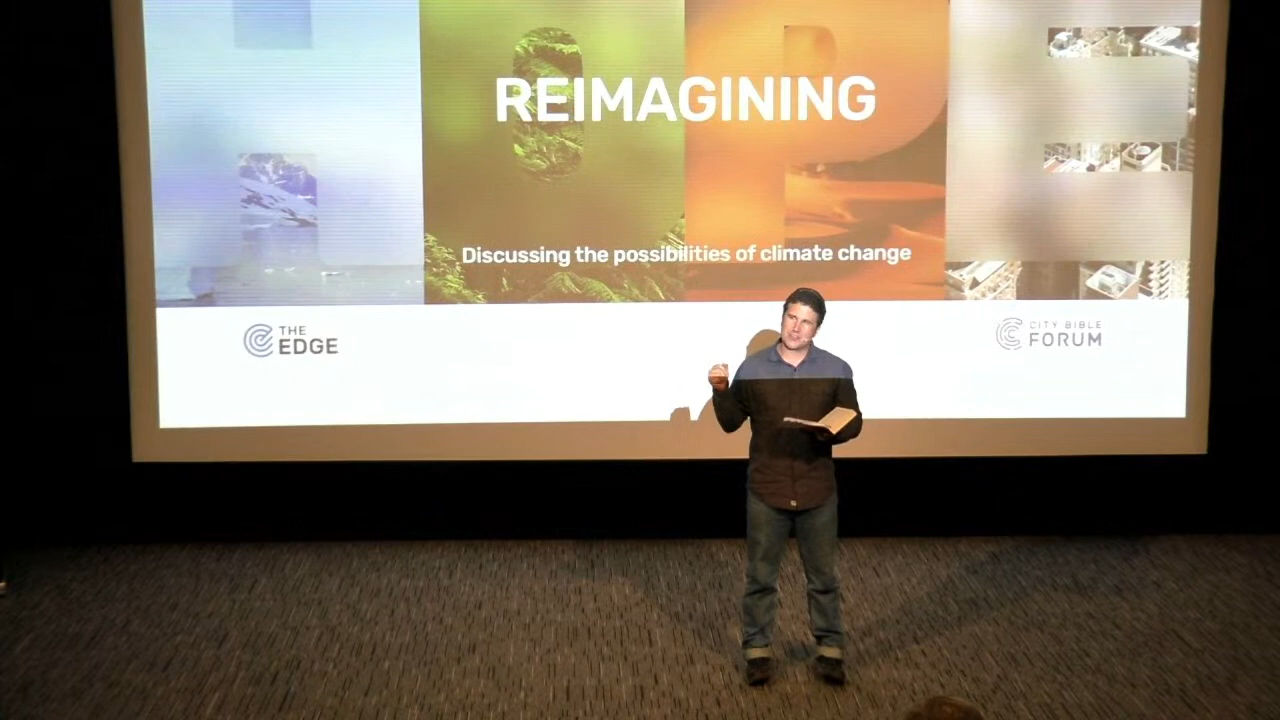 REIMAGINING
Discussing the possibilities of climate change
THE
EDGE
CITY BIBLE
FORUM